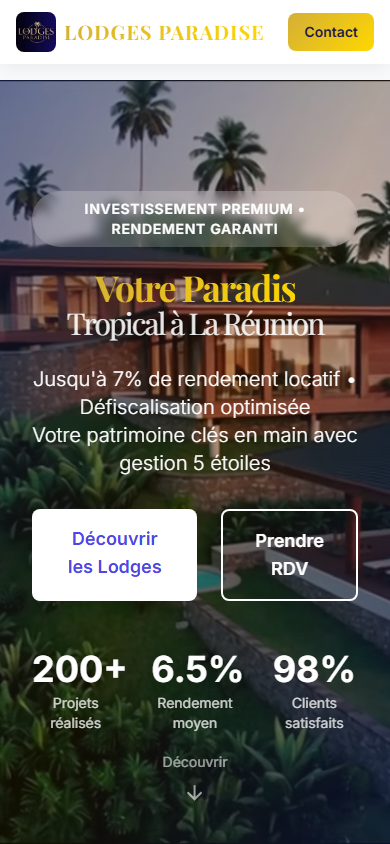 LODGES PARADISE
LODGES PARADISE
Contact
INVESTISSEMENT PREMIUM •
RENDEMENT GARANTI
Votre Paradis
Tropical à La Réunion
Jusqu'à 7% de rendement locatif •
Défiscalisation optimisée
Votre patrimoine clés en main avec
gestion 5 étoiles
Découvrir
les Lodges
Prendre
RDV
200+ 6.5% 98%
Projets
réalisés
Rendement
moyen
Clients
satisfaits
Découvrir
↓